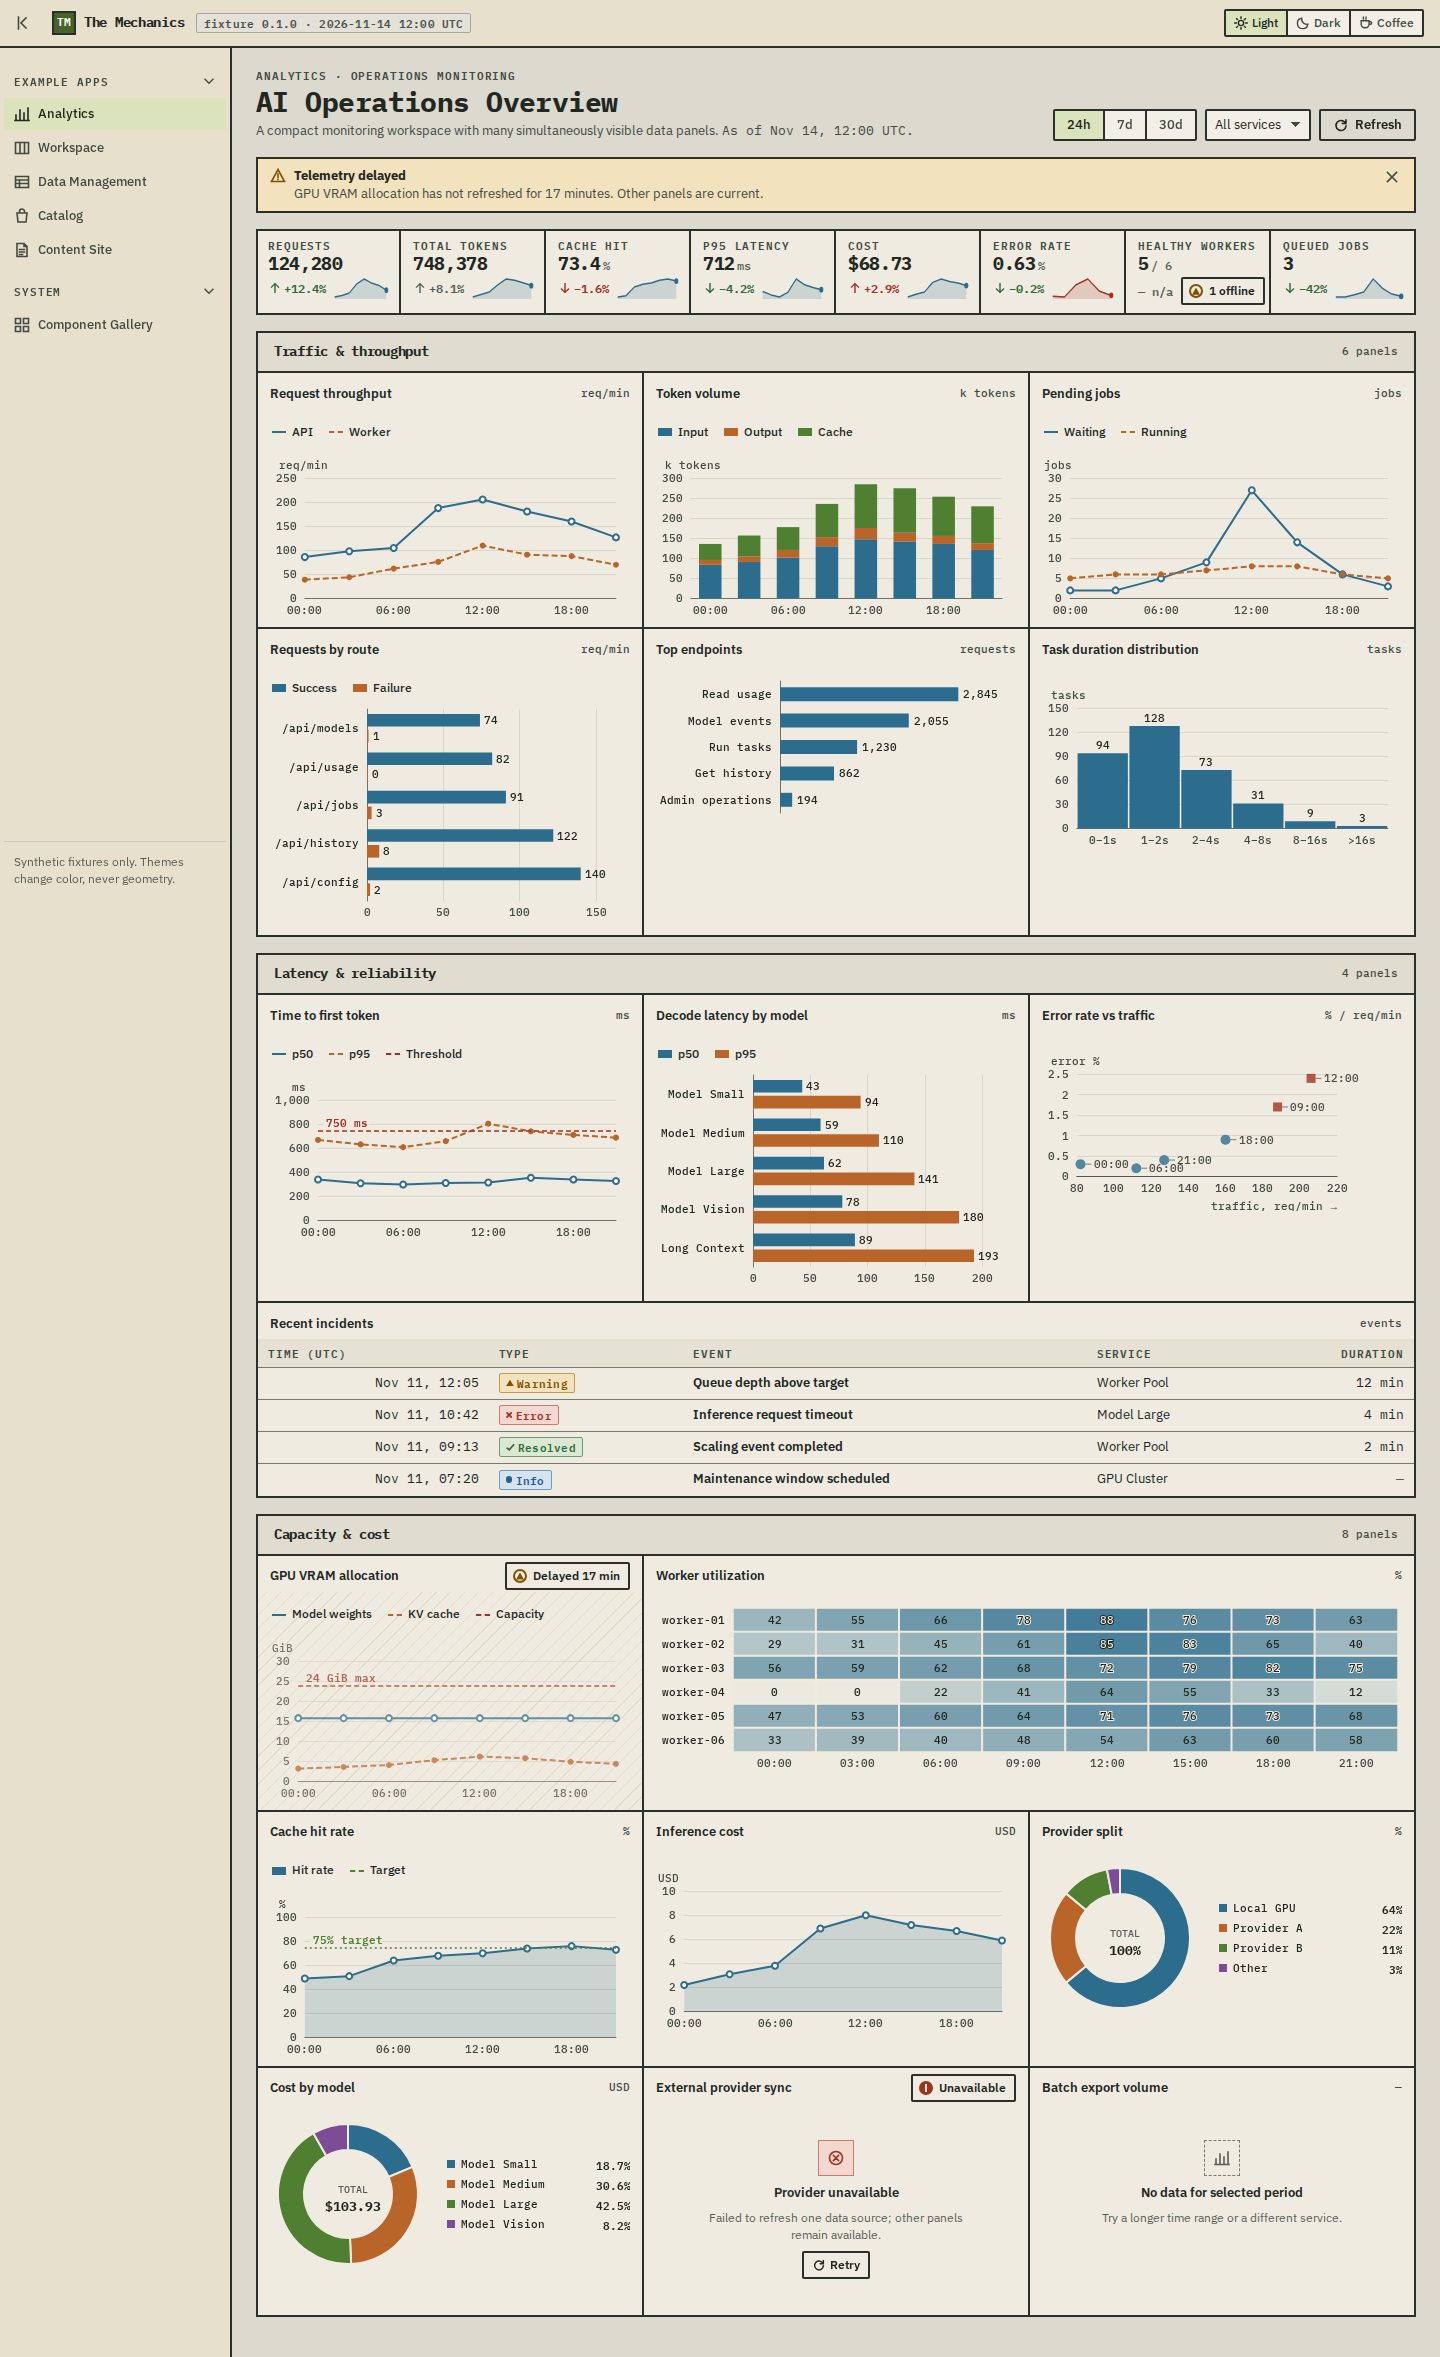 TM The Mechanics fixture 0.1.0 · 2026-11-14 12:00 UTC Light Dark Coffee
EXAMPLE APPS
Analytics
Workspace
Data Management
Catalog
Content Site
SYSTEM
Component Gallery
Synthetic fixtures only. Themes
change color, never geometry.
ANALYTICS · OPERATIONS MONITORING
AI Operations Overview
A compact monitoring workspace with many simultaneously visible data panels. As of Nov 14, 12:00 UTC.
24h 7d 30d All services Refresh
Telemetry delayed
GPU VRAM allocation has not refreshed for 17 minutes. Other panels are current.
REQUESTS
124,280
↑ +12.4%
TOTAL TOKENS
748,378
↑ +8.1%
CACHE HIT
73.4%
↓ −1.6%
P95 LATENCY
712ms
↓ −4.2%
COST
$68.73
↑ +2.9%
ERROR RATE
0.63%
↓ −0.2%
HEALTHY WORKERS
5/ 6
— n/a 1 offline
QUEUED JOBS
3
↓ −42%
Traffic & throughput 6 panels
Request throughput req/min
API Worker
req/min
250
200
150
100
50
0
00:00 06:00 12:00 18:00
Token volume k tokens
Input Output Cache
k tokens
300
250
200
150
100
50
0
00:00 06:00 12:00 18:00
Pending jobs jobs
Waiting Running
jobs
30
25
20
15
10
5
0
00:00 06:00 12:00 18:00
Requests by route req/min
Success Failure
/api/models 74
1
/api/usage 82
0
/api/jobs 91
3
/api/history 122
8
/api/config 140
2
0 50 100 150
Top endpoints requests
Read usage 2,845
Model events 2,055
Run tasks 1,230
Get history 862
Admin operations 194
Task duration distribution tasks
tasks
150
120
90
60
30
0
94 128 73 31 9 3
0–1s 1–2s 2–4s 4–8s 8–16s >16s
Latency & reliability 4 panels
Time to first token ms
p50 p95 Threshold
ms
1,000
800
600
400
200
0
750 ms
00:00 06:00 12:00 18:00
Decode latency by model ms
p50 p95
Model Small 43
94
Model Medium 59
110
Model Large 62
141
Model Vision 78
180
Long Context 89
193
0 50 100 150 200
Error rate vs traffic % / req/min
error %
2.5
2
1.5
1
0.5
0
12:00
09:00
18:00
21:00
00:00
06:00
80 100 120 140 160 180 200 220
traffic, req/min →
Recent incidents events
TIME (UTC) TYPE EVENT SERVICE DURATION
Nov 11, 12:05 Warning Queue depth above target Worker Pool 12 min
Nov 11, 10:42 Error Inference request timeout Model Large 4 min
Nov 11, 09:13 Resolved Scaling event completed Worker Pool 2 min
Nov 11, 07:20 Info Maintenance window scheduled GPU Cluster —
Capacity & cost 8 panels
GPU VRAM allocation Delayed 17 min
Model weights KV cache Capacity
GiB
30
25
20
15
10
5
0
24 GiB max
00:00 06:00 12:00 18:00
Worker utilization %
worker-01 42 55 66 78 88 76 73 63
worker-02 29 31 45 61 85 83 65 40
worker-03 56 59 62 68 72 79 82 75
worker-04 0 0 22 41 64 55 33 12
worker-05 47 53 60 64 71 76 73 68
worker-06 33 39 40 48 54 63 60 58
00:00 03:00 06:00 09:00 12:00 15:00 18:00 21:00
Cache hit rate %
Hit rate Target
%
100
80
60
40
20
0
75% target
00:00 06:00 12:00 18:00
Inference cost USD
USD
10
8
6
4
2
0
00:00 06:00 12:00 18:00
Provider split %
TOTAL
100%
Local GPU 64%
Provider A 22%
Provider B 11%
Other 3%
Cost by model USD
TOTAL
$103.93
Model Small 18.7%
Model Medium 30.6%
Model Large 42.5%
Model Vision 8.2%
External provider sync Unavailable
Provider unavailable
Failed to refresh one data source; other panels
remain available.
Retry
Batch export volume —
No data for selected period
Try a longer time range or a different service.